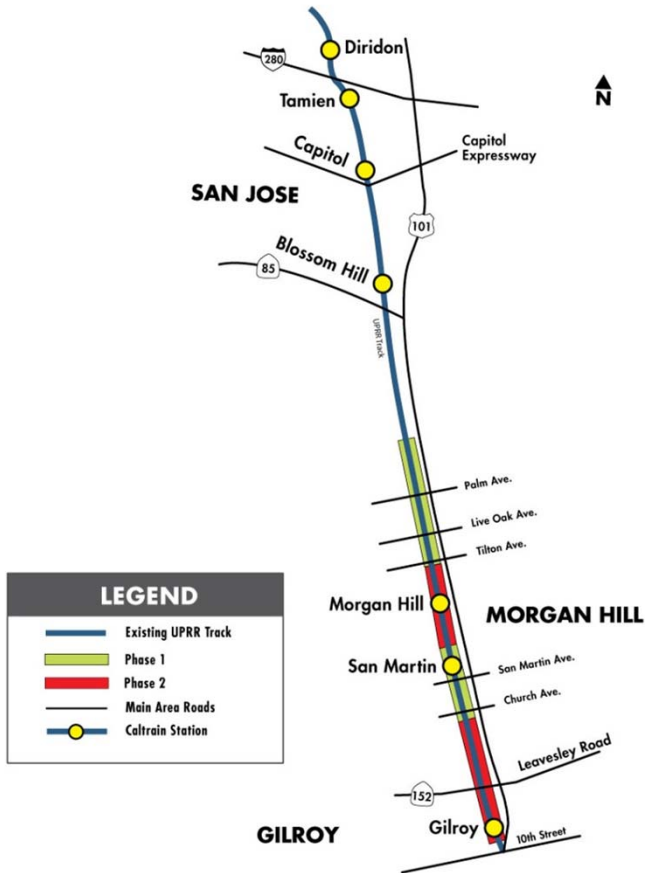 Diridon
280
N
Tamien
Capitol
Capitol
Expressway
SAN JOSE
101
Blossom Hill
85
UPRR Track
Palm Ave.
Live Oak Ave.
Tilton Ave.
Morgan Hill
MORGAN HILL
San Martin
San Martin Ave.
Church Ave.
Leavesley Road
152
Gilroy
GILROY
10th Street
LEGEND
Existing UPRR Track
Phase 1
Phase 2
Main Area Roads
Caltrain Station